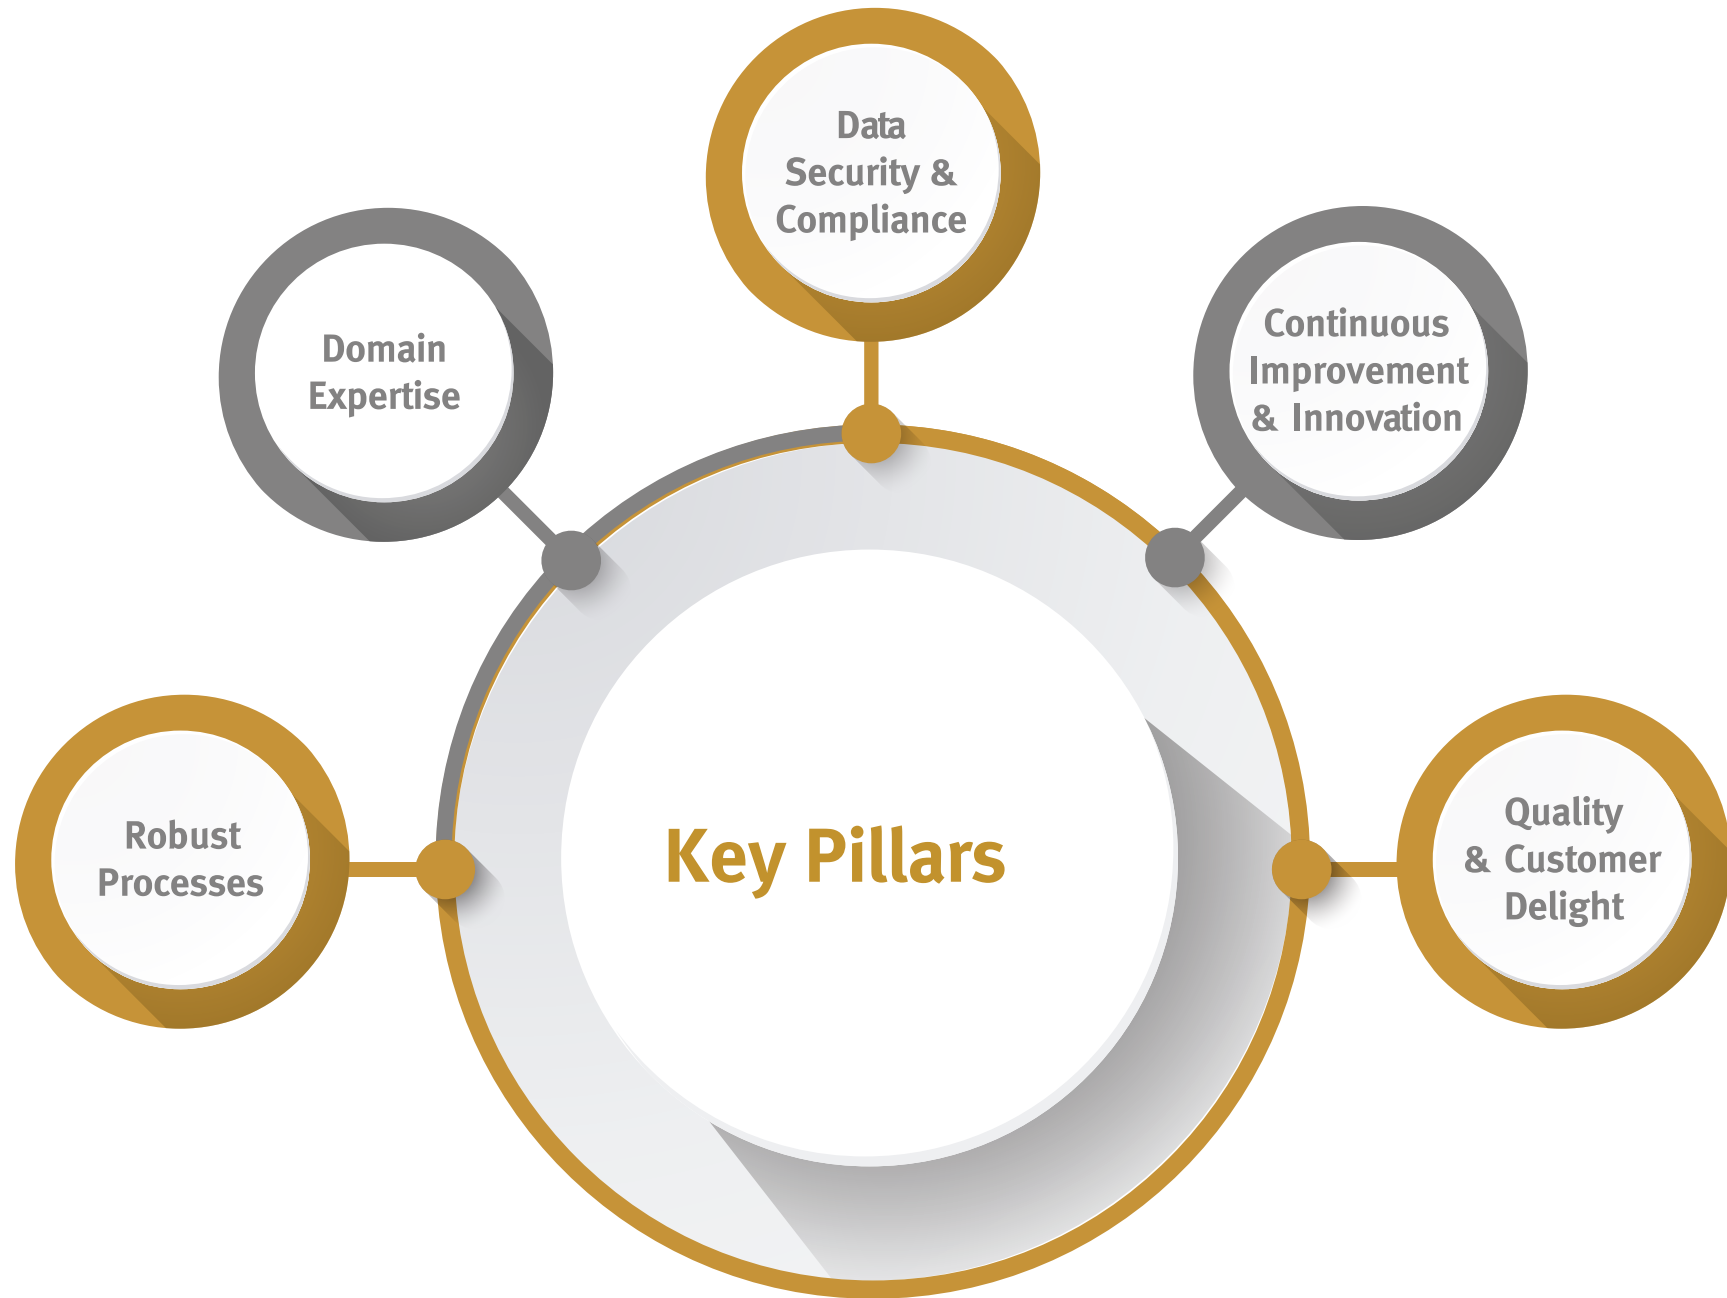 Data
Security &
Compliance
Domain
Expertise
Continuous
Improvement
& Innovation
Robust
Processes
Key Pillars
Quality
& Customer
Delight